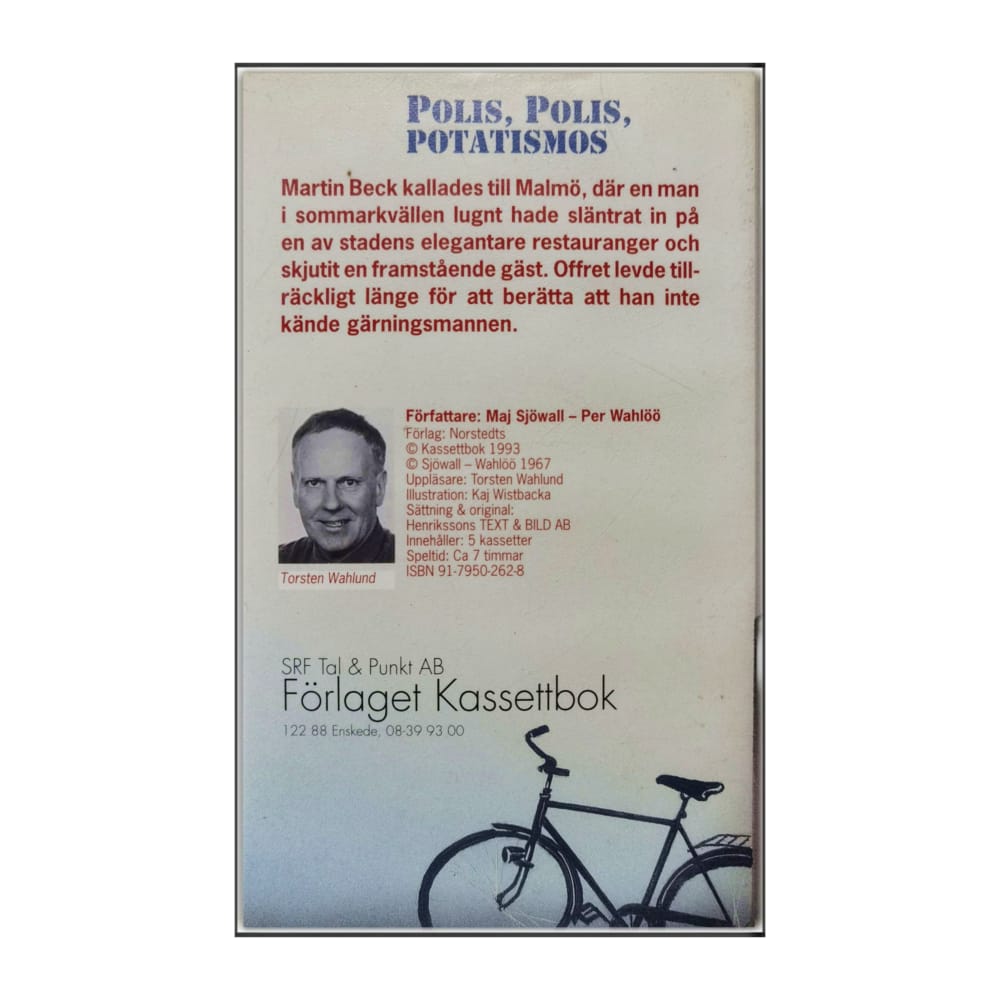 POLIS, POLIS,
POTATISMOS
Martin Beck kallades till Malmö, där en man
i sommarkvällen lugnt hade släntrat in på
en av stadens elegantare restauranger och
skjutit en framstående gäst. Offret levde till-
räckligt länge för att berätta att han inte
kände gärningsmannen.
Författare: Maj Sjöwall – Per Wahlöö
Förlag: Norstedts
© Kassettbok 1993
© Sjöwall – Wahlöö 1967
Uppläsare: Torsten Wahlund
Illustration: Kaj Wistbacka
Sättning & original:
Henrikssons TEXT & BILD AB
Innehåller: 5 kassetter
Speltid: Ca 7 timmar
ISBN 91-7950-262-8
Torsten Wahlund
SRF Tal & Punkt AB
Förlaget Kassettbok
122 88 Enskede, 08-39 93 00